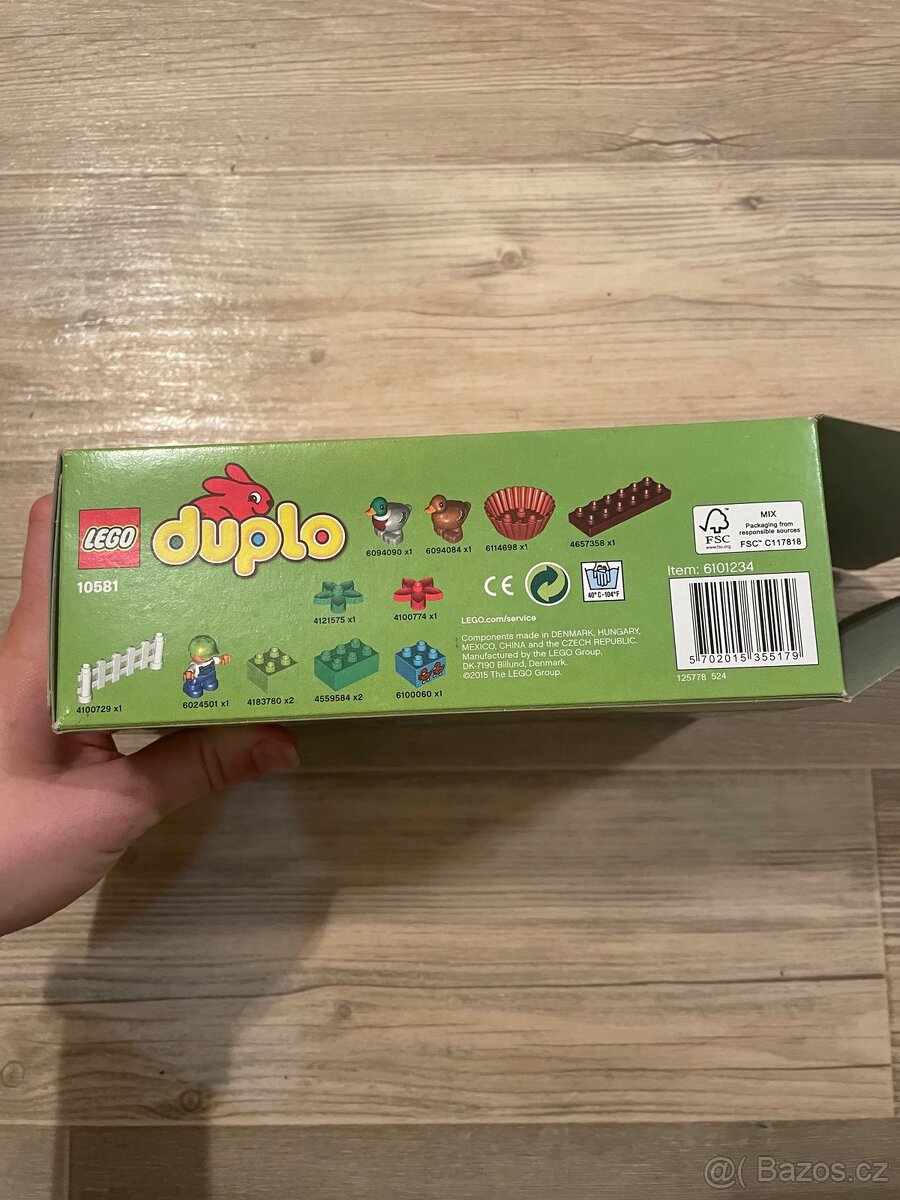 LEGO
duplo
10581
6094090 x1
6094084 x1
6114698 x1
4657358 x1
FSC
www.fsc.org
MIX
Packaging from
responsible sources
FSC™ C117818
4121575 x1
4100774 x1
CE
40° C -104°F
Item: 6101234
LEGO.com/service
Components made in DENMARK, HUNGARY,
MEXICO, CHINA and the CZECH REPUBLIC.
Manufactured by the LEGO Group,
DK-7190 Billund, Denmark.
©2015 The LEGO Group.
5 702015 355179
125778 524
4100729 x1
6024501 x1
4183780 x2
4559584 x2
6100060 x1
@( Bazos.cz